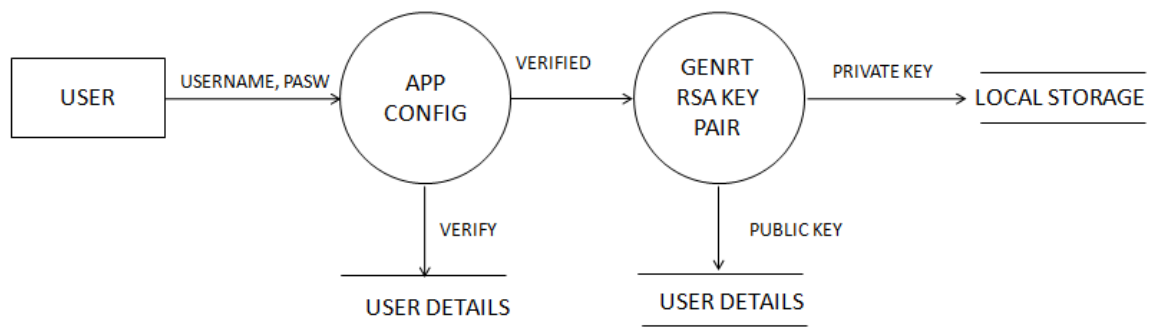 USER
USERNAME, PASW
APP
CONFIG
VERIFIED
GENRT
RSA KEY
PAIR
PRIVATE KEY
LOCAL STORAGE
VERIFY
PUBLIC KEY
USER DETAILS
USER DETAILS